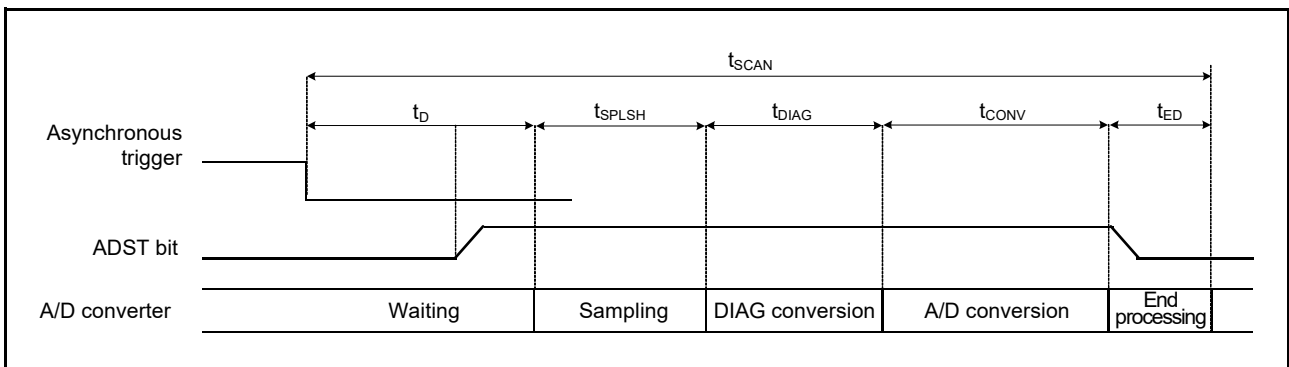 tSCAN
tD tSPLSH tDIAG tCONV tED
Asynchronous
trigger
ADST bit
A/D converter Waiting Sampling DIAG conversion A/D conversion End
processing